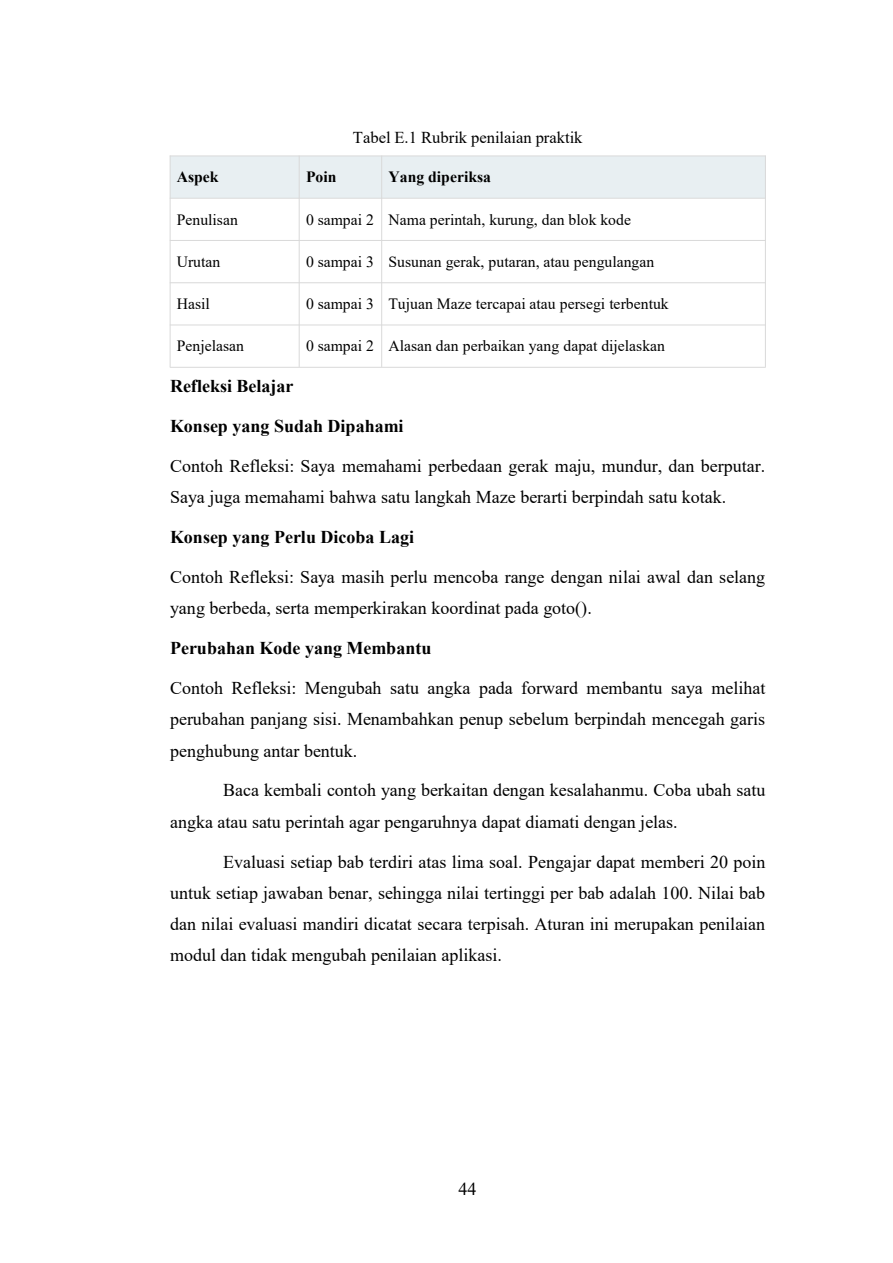 Tabel E.1 Rubrik penilaian praktik
Aspek Poin Yang diperiksa
Penulisan 0 sampai 2 Nama perintah, kurung, dan blok kode
Urutan 0 sampai 3 Susunan gerak, putaran, atau pengulangan
Hasil 0 sampai 3 Tujuan Maze tercapai atau persegi terbentuk
Penjelasan 0 sampai 2 Alasan dan perbaikan yang dapat dijelaskan
Refleksi Belajar
Konsep yang Sudah Dipahami
Contoh Refleksi: Saya memahami perbedaan gerak maju, mundur, dan berputar.
Saya juga memahami bahwa satu langkah Maze berarti berpindah satu kotak.
Konsep yang Perlu Dicoba Lagi
Contoh Refleksi: Saya masih perlu mencoba range dengan nilai awal dan selang
yang berbeda, serta memperkirakan koordinat pada goto().
Perubahan Kode yang Membantu
Contoh Refleksi: Mengubah satu angka pada forward membantu saya melihat
perubahan panjang sisi. Menambahkan penup sebelum berpindah mencegah garis
penghubung antar bentuk.
Baca kembali contoh yang berkaitan dengan kesalahanmu. Coba ubah satu
angka atau satu perintah agar pengaruhnya dapat diamati dengan jelas.
Evaluasi setiap bab terdiri atas lima soal. Pengajar dapat memberi 20 poin
untuk setiap jawaban benar, sehingga nilai tertinggi per bab adalah 100. Nilai bab
dan nilai evaluasi mandiri dicatat secara terpisah. Aturan ini merupakan penilaian
modul dan tidak mengubah penilaian aplikasi.
44